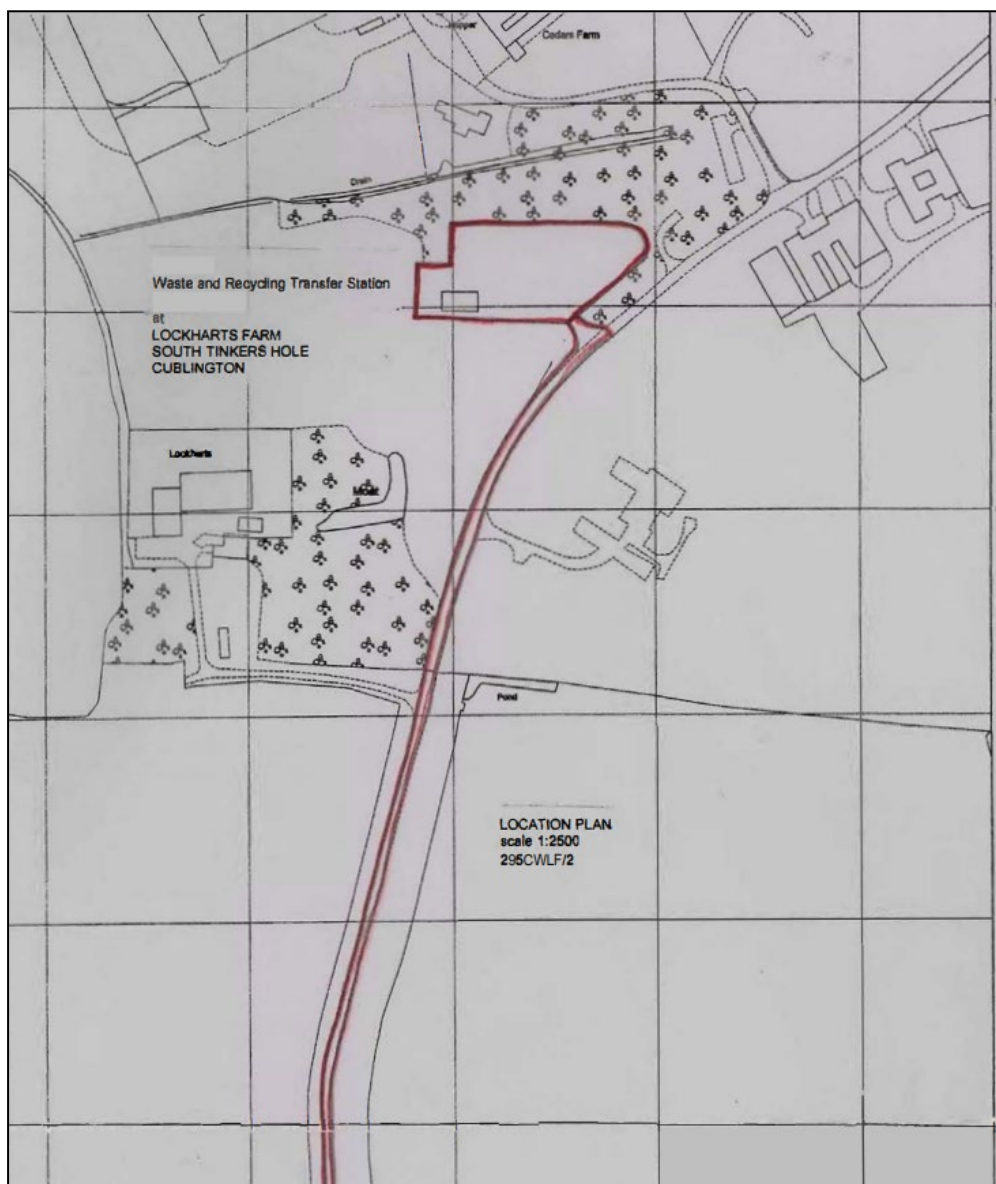 Cedars Farm
Drain
Waste and Recycling Transfer Station
at
LOCKHARTS FARM
SOUTH TINKERS HOLE
CUBLINGTON
Lockharts
Moat
Pond
LOCATION PLAN
scale 1:2500
295CWLF/2